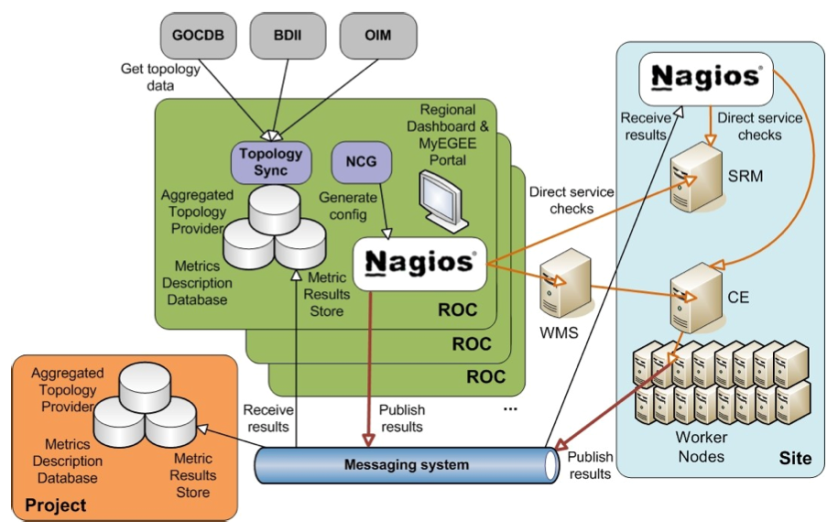 GOCDB
BDII
OIM
Get topology
data
Topology
Sync
NCG
Regional
Dashboard &
MyEGEE
Portal
Aggregated
Topology
Provider
Generate
config
Nagios®
Metrics
Description
Database
Metric
Results
Store
ROC
ROC
ROC
...
Direct service
checks
WMS
Nagios®
Receive
results
Direct service
checks
SRM
CE
Worker
Nodes
Site
Aggregated
Topology
Provider
Metrics
Description
Database
Metric
Results
Store
Project
Receive
results
Publish
results
Messaging system
Publish
results